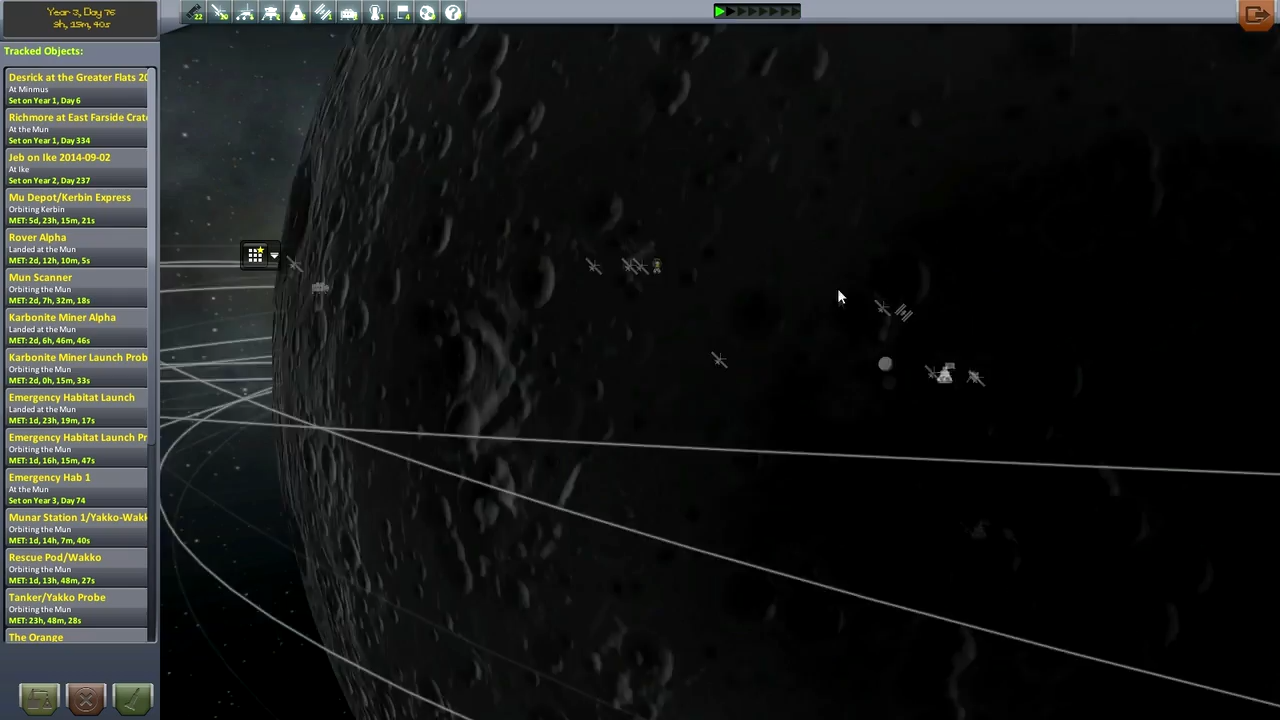 Year 3, Day 76
9h, 15m, 40s
Tracked Objects:
Desrick at the Greater Flats 20
At Minmus
Set on Year 1, Day 6
Richmore at East Farside Crat
At the Mun
Set on Year 1, Day 334
Jeb on Ike 2014-09-02
At Ike
Set on Year 2, Day 237
Mu Depot/Kerbin Express
Orbiting Kerbin
MET: 5d, 23h, 15m, 21s
Rover Alpha
Landed at the Mun
MET: 2d, 12h, 10m, 5s
Mun Scanner
Orbiting the Mun
MET: 2d, 7h, 32m, 18s
Karbonite Miner Alpha
Landed at the Mun
MET: 2d, 6h, 46m, 46s
Karbonite Miner Launch Prob
Orbiting the Mun
MET: 2d, 0h, 15m, 33s
Emergency Habitat Launch
Landed at the Mun
MET: 1d, 23h, 19m, 17s
Emergency Habitat Launch Pr
Orbiting the Mun
MET: 1d, 16h, 15m, 47s
Emergency Hab 1
At the Mun
Set on Year 3, Day 74
Munar Station 1/Yakko-Wakk
Orbiting the Mun
MET: 1d, 14h, 7m, 40s
Rescue Pod/Wakko
Orbiting the Mun
MET: 1d, 13h, 48m, 27s
Tanker/Yakko Probe
Orbiting the Mun
MET: 23h, 48m, 28s
The Orange